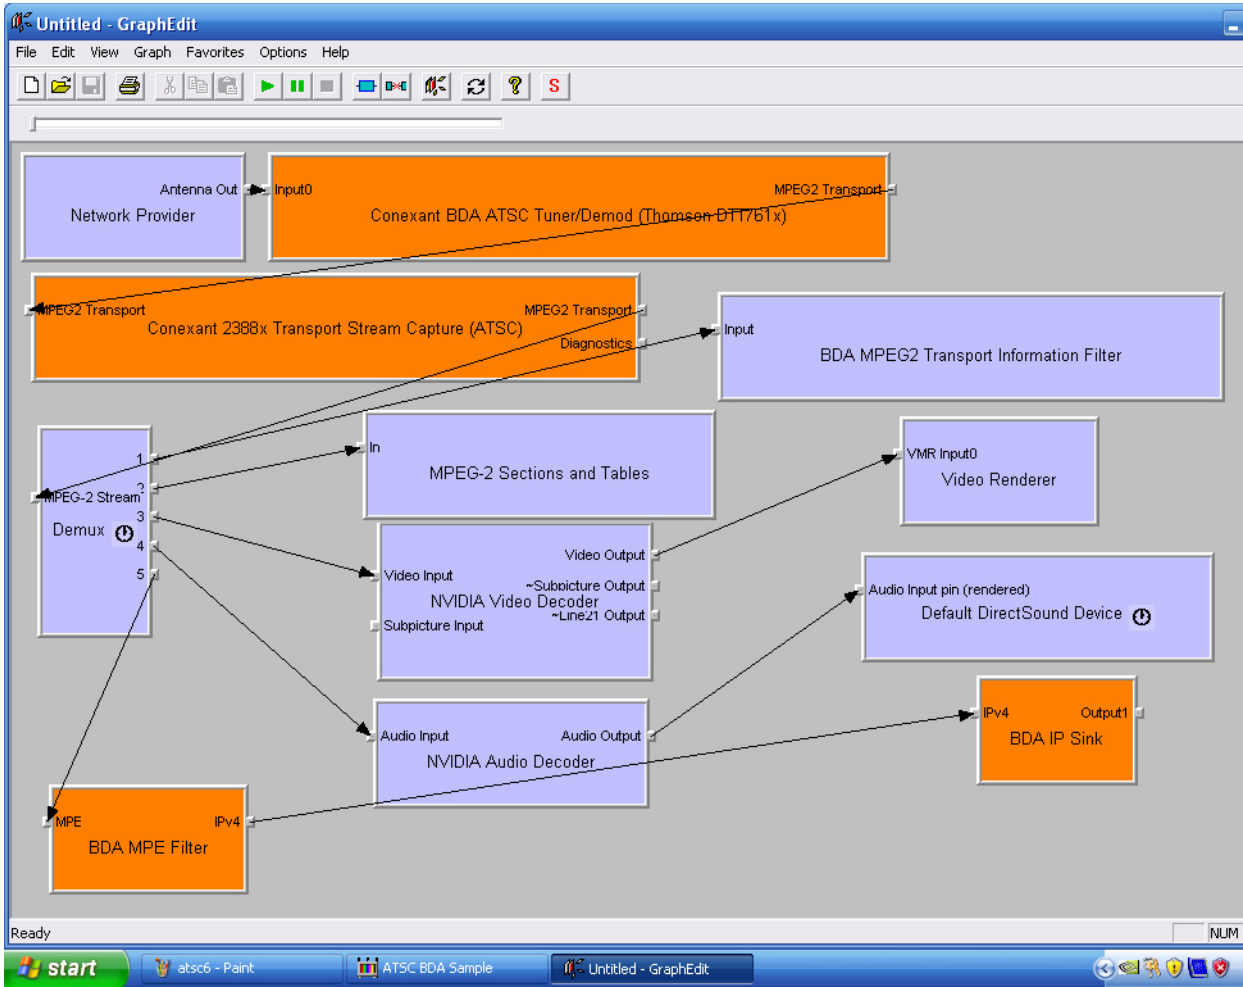 Untitled - GraphEdit
File Edit View Graph Favorites Options Help
S
Antenna Out
Network Provider
Input0
MPEG2 Transport
Conexant BDA ATSC Tuner/Demod (Thomson DTT761x)
MPEG2 Transport
MPEG2 Transport
Conexant 2388x Transport Stream Capture (ATSC)
Diagnostics
Input
BDA MPEG2 Transport Information Filter
1
2
MPEG-2 Stream
3
Demux
4
5
In
MPEG-2 Sections and Tables
VMR Input0
Video Renderer
Video Output
Video Input
~Subpicture Output
NVIDIA Video Decoder
~Line21 Output
Subpicture Input
Audio Input pin (rendered)
Default DirectSound Device
Audio Input
Audio Output
NVIDIA Audio Decoder
IPv4
Output1
BDA IP Sink
MPE
IPv4
BDA MPE Filter
Ready
NUM
start
atsc6 - Paint
ATSC BDA Sample
Untitled - GraphEdit